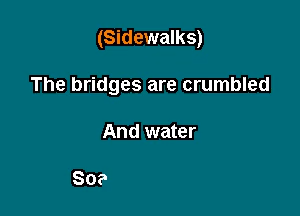 (Sidewalks)
The bridges are crumbled
And water
So?